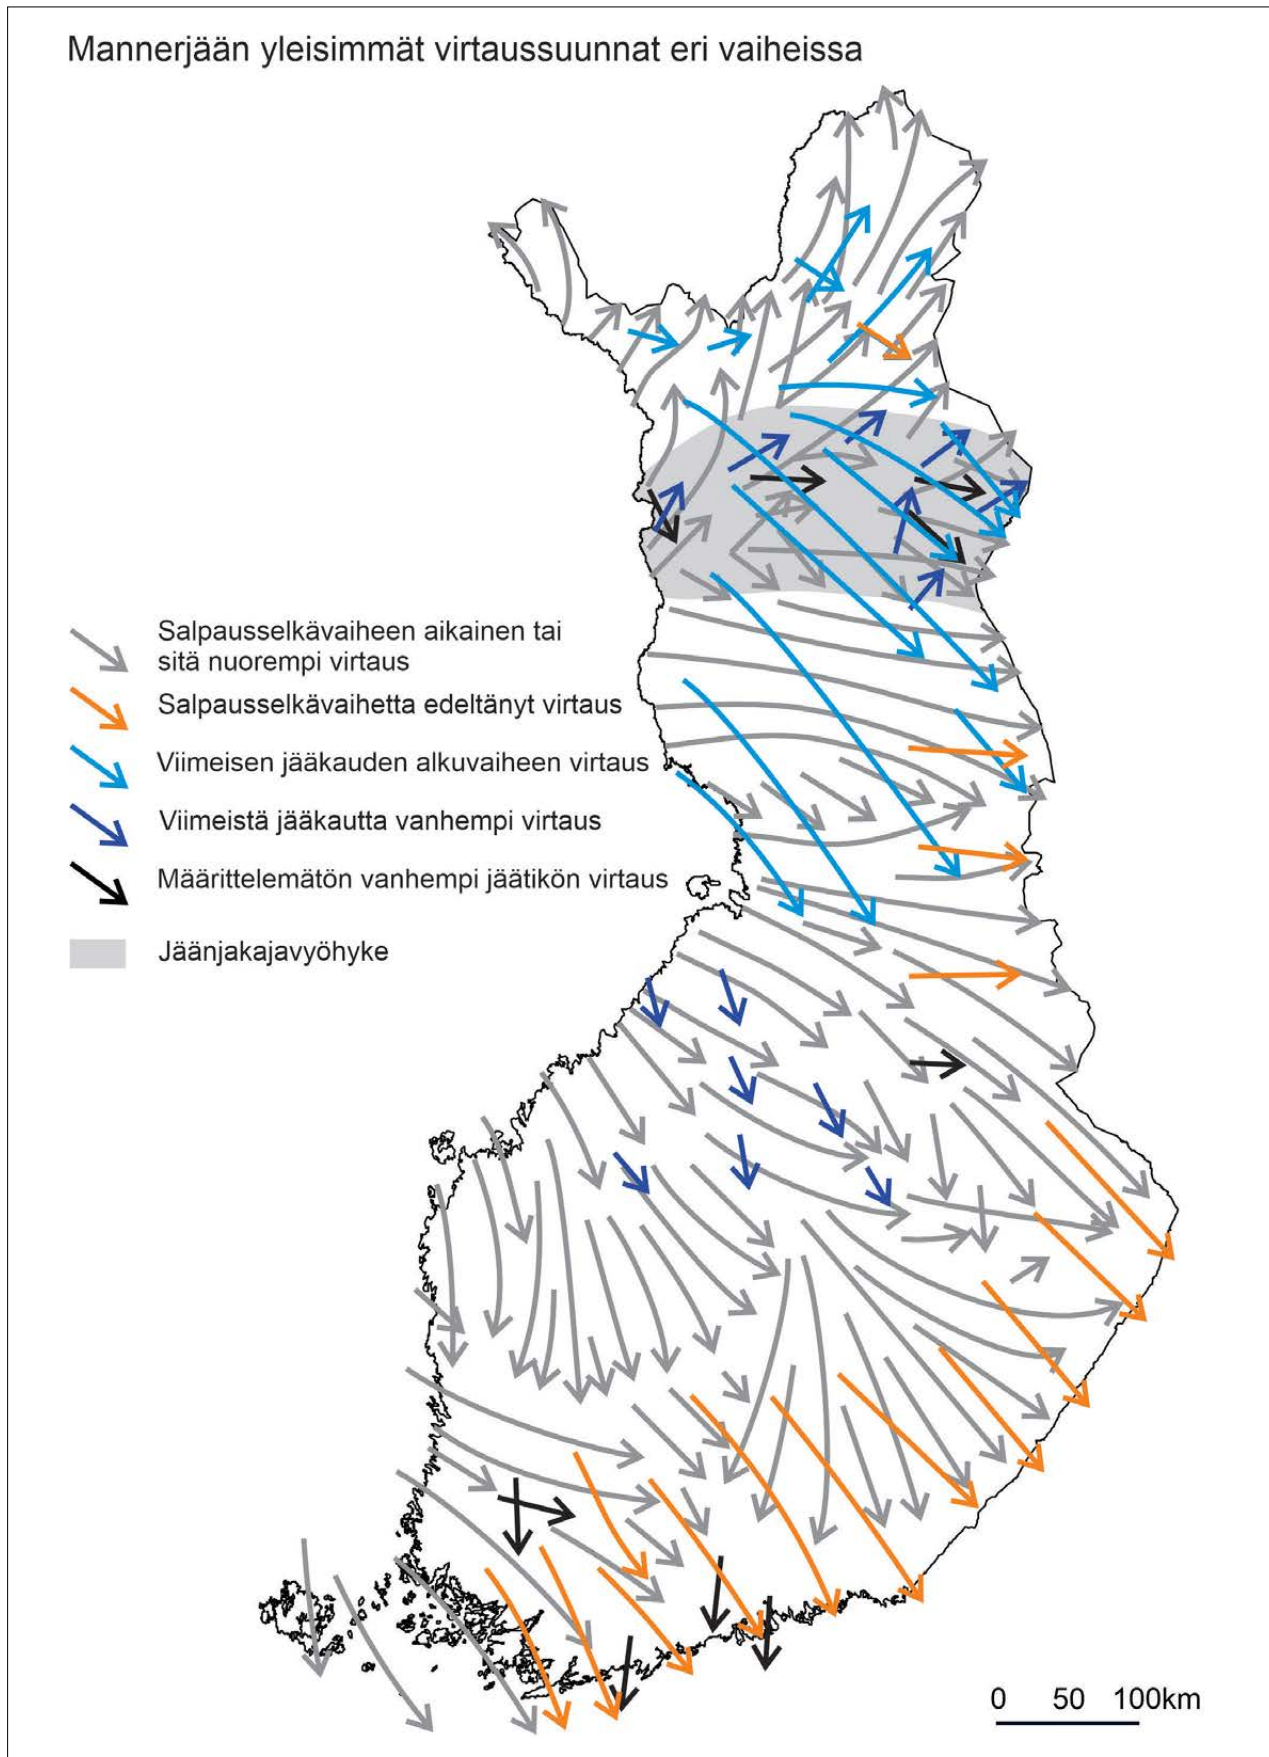 Mannerjään yleisimmät virtaussuunnat eri vaiheissa
Salpausselkävaiheen aikainen tai
sitä nuorempi virtaus
Salpausselkävaihetta edeltänyt virtaus
Viimeisen jääkauden alkuvaiheen virtaus
Viimeistä jääkautta vanhempi virtaus
Määrittelemätön vanhempi jäätikön virtaus
Jäänjakajavyöhyke
0 50 100km